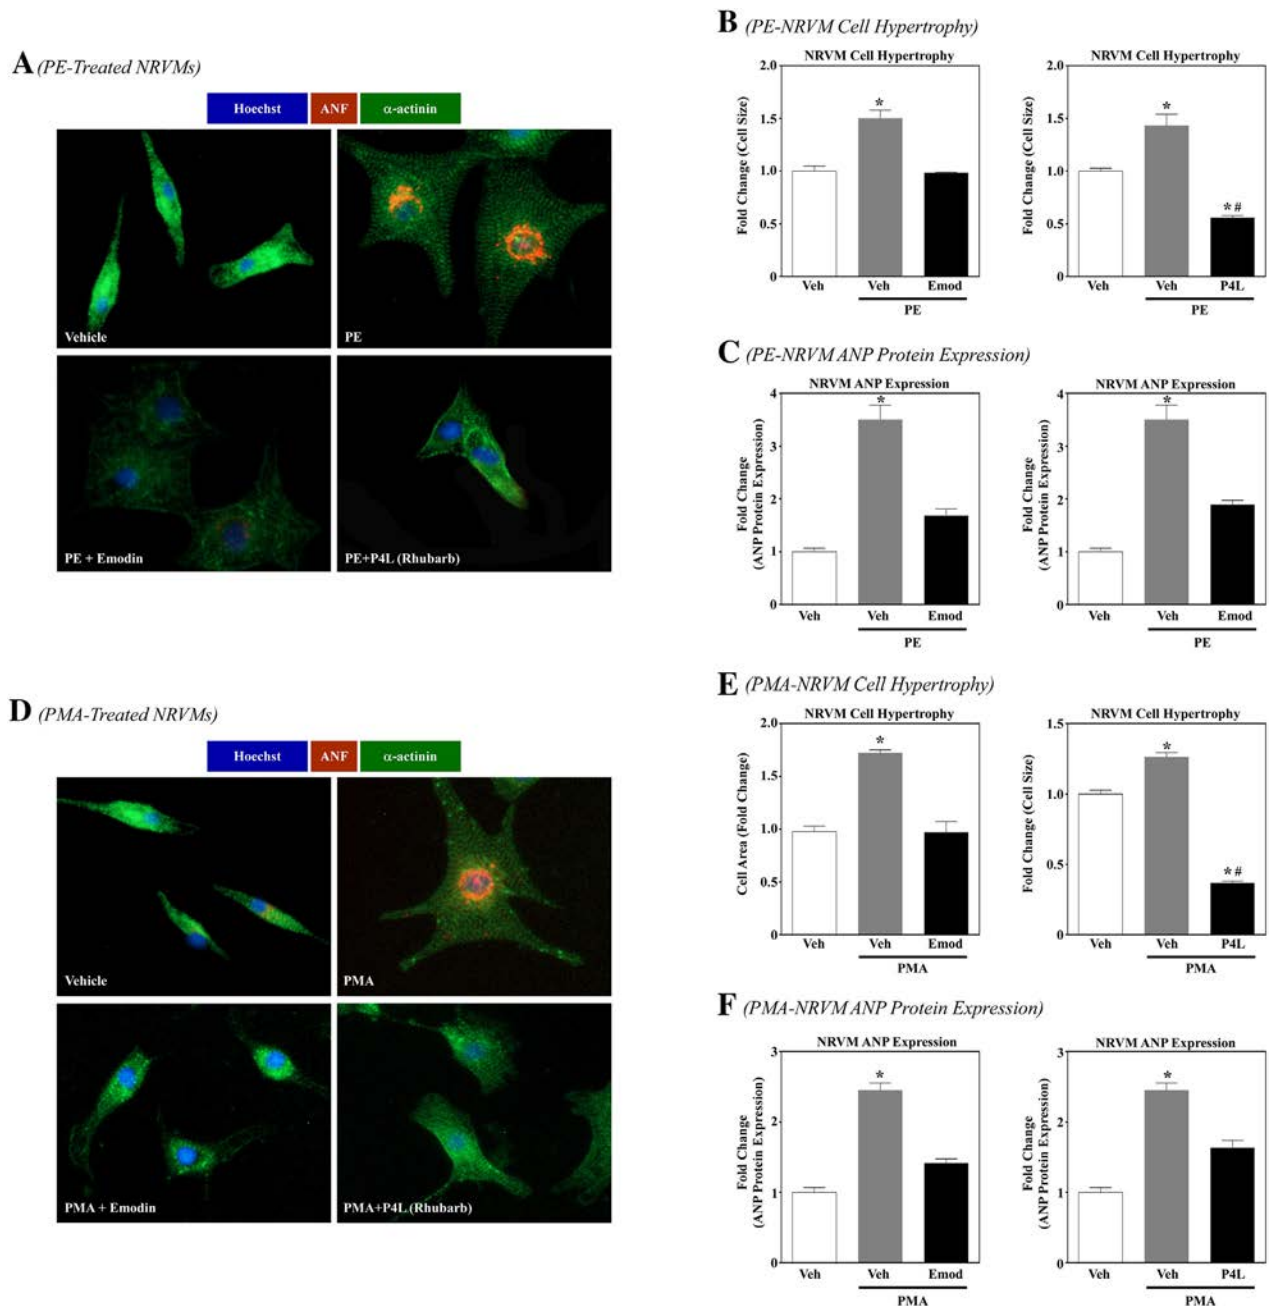 A (PE-Treated NRVMs)
Hoechst ANF α-actinin
Vehicle PE
PE + Emodin PE+P4L (Rhubarb)
B (PE-NRVM Cell Hypertrophy)
NRVM Cell Hypertrophy
Fold Change (Cell Size)
2.0
1.5
1.0
0.5
0
*
Veh Veh Emod
PE
NRVM Cell Hypertrophy
Fold Change (Cell Size)
2.0
1.5
1.0
0.5
0
*
*#
Veh Veh P4L
PE
C (PE-NRVM ANP Protein Expression)
NRVM ANP Expression
Fold Change
(ANP Protein Expression)
4
3
2
1
0
*
Veh Veh Emod
PE
NRVM ANP Expression
Fold Change
(ANP Protein Expression)
4
3
2
1
0
*
Veh Veh Emod
PE
D (PMA-Treated NRVMs)
Hoechst ANF α-actinin
Vehicle PMA
PMA + Emodin PMA+P4L (Rhubarb)
E (PMA-NRVM Cell Hypertrophy)
NRVM Cell Hypertrophy
Cell Area (Fold Change)
2.0
1.5
1.0
0.5
0
*
Veh Veh Emod
PMA
NRVM Cell Hypertrophy
Fold Change (Cell Size)
1.5
1.0
0.5
0
*
*#
Veh Veh P4L
PMA
F (PMA-NRVM ANP Protein Expression)
NRVM ANP Expression
Fold Change
(ANP Protein Expression)
3
2
1
0
*
Veh Veh Emod
PMA
NRVM ANP Expression
Fold Change
(ANP Protein Expression)
3
2
1
0
*
Veh Veh P4L
PMA